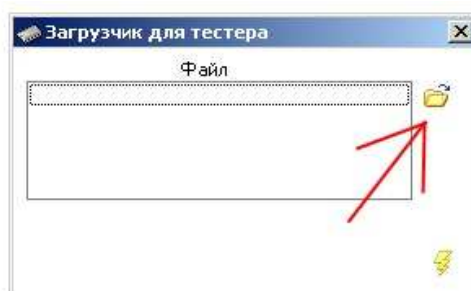 Загрузчик для тестера
Файл